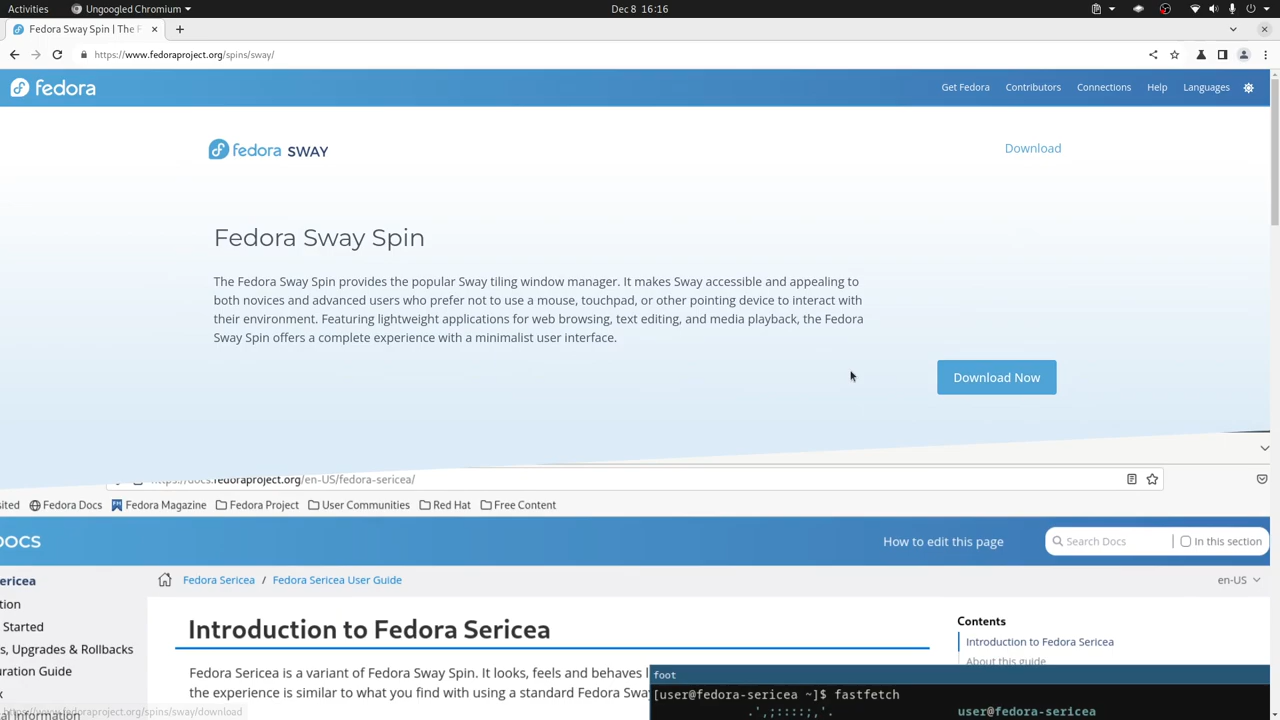 Activities
Ungoogled Chromium
Dec 8 16:16
Fedora Sway Spin | The F
https://www.fedoraproject.org/spins/sway/
fedora
Get Fedora
Contributors
Connections
Help
Languages
fedora SWAY
Download
Fedora Sway Spin
The Fedora Sway Spin provides the popular Sway tiling window manager. It makes Sway accessible and appealing to
both novices and advanced users who prefer not to use a mouse, touchpad, or other pointing device to interact with
their environment. Featuring lightweight applications for web browsing, text editing, and media playback, the Fedora
Sway Spin offers a complete experience with a minimalist user interface.
Download Now
https://docs.fedoraproject.org/en-US/fedora-sericea/
sited
Fedora Docs
Fedora Magazine
Fedora Project
User Communities
Red Hat
Free Content
DOCS
How to edit this page
Search Docs
In this section
ericea
Fedora Sericea / Fedora Sericea User Guide
en-US
tion
Started
s, Upgrades & Rollbacks
uration Guide
x
al Information
Introduction to Fedora Sericea
Contents
Introduction to Fedora Sericea
About this guide
Fedora Sericea is a variant of Fedora Sway Spin. It looks, feels and behaves l
the experience is similar to what you find with using a standard Fedora Swa
foot
[user@fedora-sericea ~]$ fastfetch
.',;::::;,'.
user@fedora-sericea
https://www.fedoraproject.org/spins/sway/download